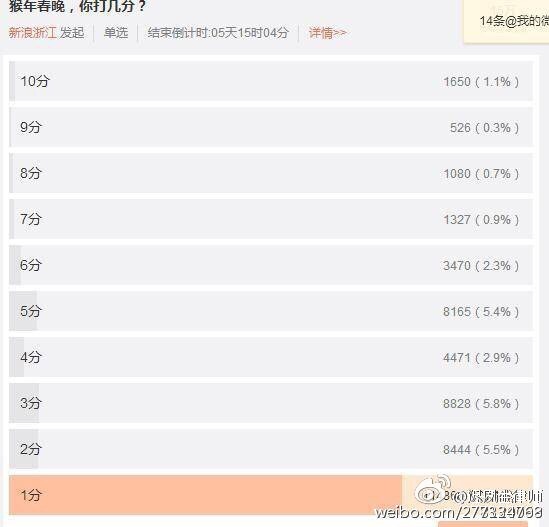 猴年春晚，你打几分？
14条@我的微
新浪浙江 发起 单选 结束倒计时:05天15时04分 详情>>
10分 1650 ( 1.1% )
9分 526 ( 0.3% )
8分 1080 ( 0.7% )
7分 1327 ( 0.9% )
6分 3470 ( 2.3% )
5分 8165 ( 5.4% )
4分 4471 ( 2.9% )
3分 8828 ( 5.8% )
2分 8444 ( 5.5% )
1分
weibo.com/